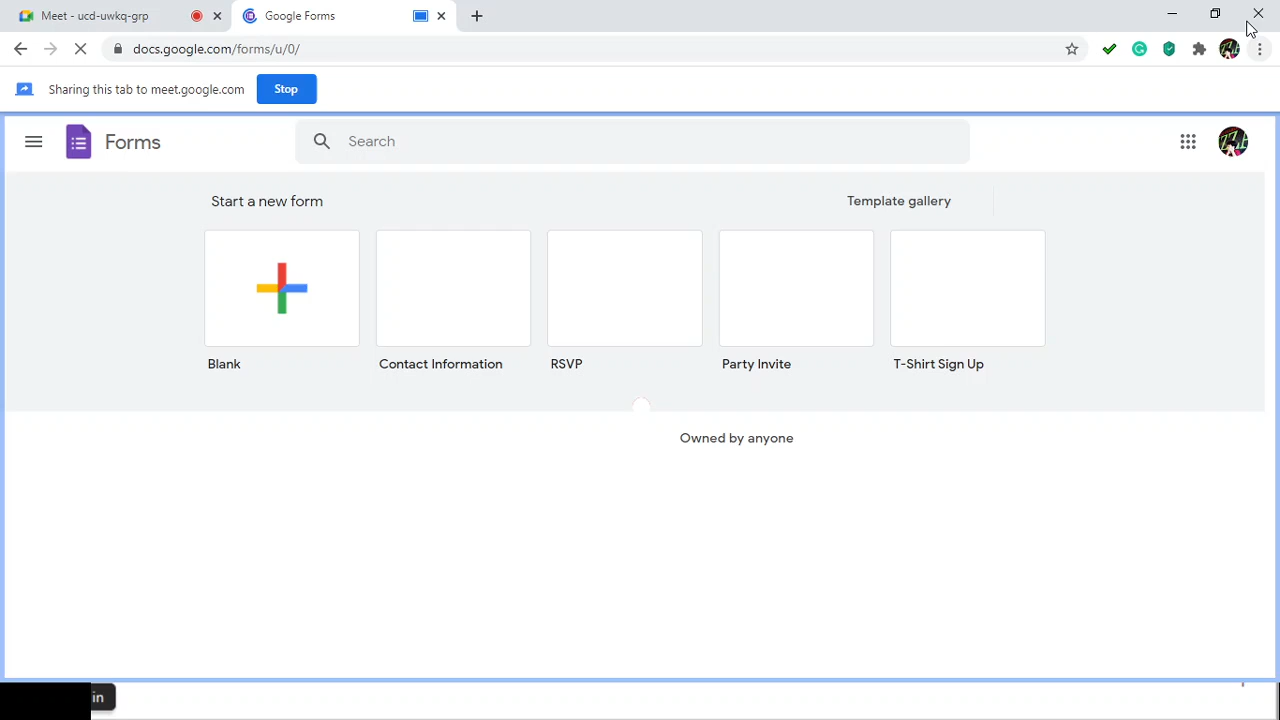 Meet - ucd-uwkq-grp
Google Forms
docs.google.com/forms/u/0/
Sharing this tab to meet.google.com
Stop
Forms
Search
Start a new form
Template gallery
Blank
Contact Information
RSVP
Party Invite
T-Shirt Sign Up
Owned by anyone
in